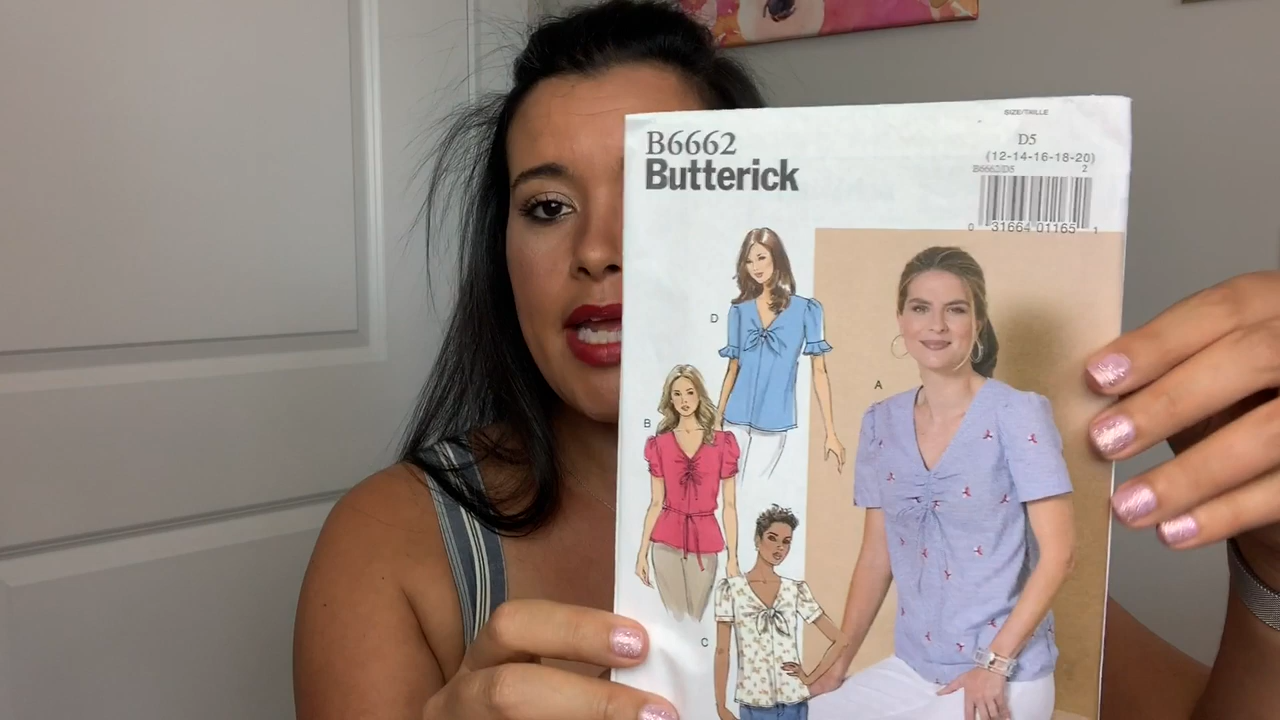 SIZE/TAILLE
B6662
Butterick
D5
(12-14-16-18-20)
B6662/D5 2
0 31664 01165 1
D
A
B
C